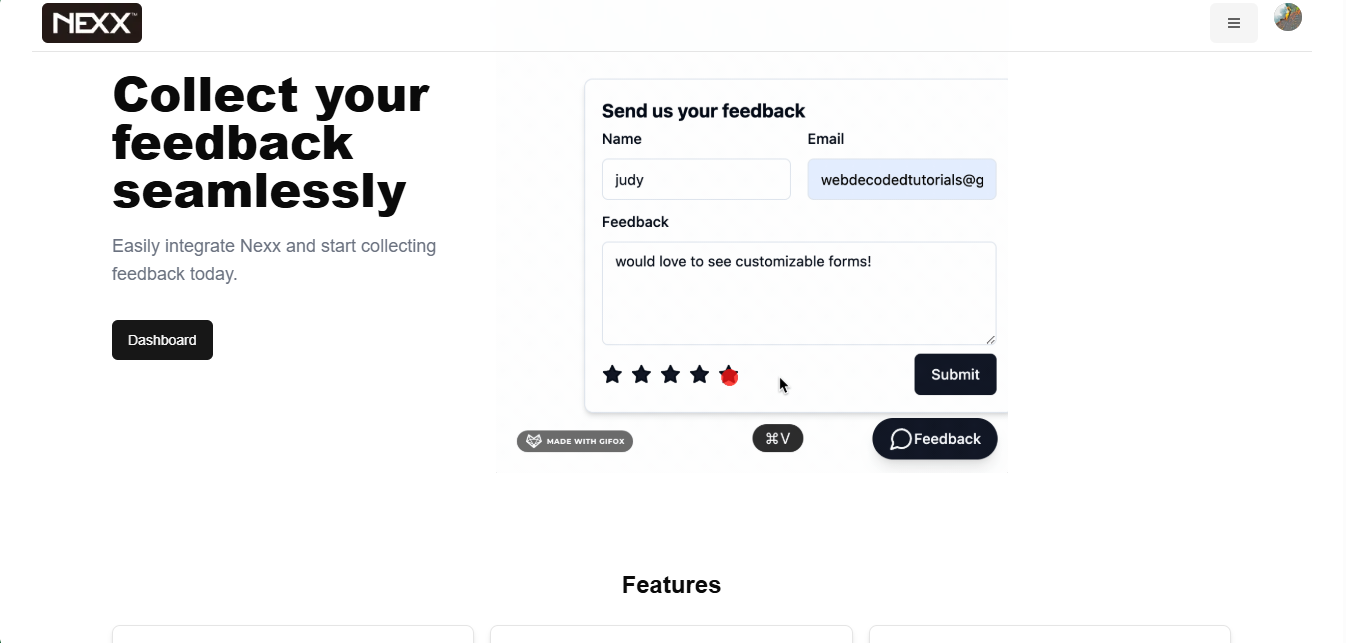 NEXX™
Collect your
feedback
seamlessly
Easily integrate Nexx and start collecting
feedback today.
Dashboard
Send us your feedback
Name
Email
judy
webdecodedtutorials@g
Feedback
would love to see customizable forms!
Submit
MADE WITH GIFOX
⌘V
Feedback
Features